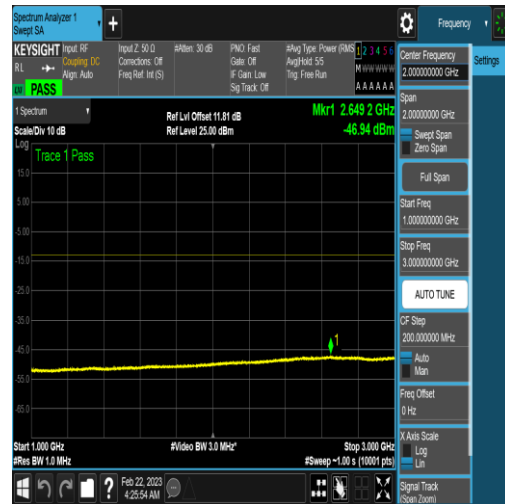 Spectrum Analyzer 1
Swept SA
Frequency
KEYSIGHT
Input: RF
Coupling: DC
Align: Auto
Input Z: 50 Ω
Corrections: Off
Freq Ref: Int (S)
#Atten: 30 dB
PNO: Fast
Gate: Off
IF Gain: Low
Sig Track: Off
#Avg Type: Power (RMS
Avg|Hold: 5/5
Trig: Free Run
1 2 3 4 5 6
M W W W W W
A A A A A A
R L
PASS
1 Spectrum
Scale/Div 10 dB
Log
Ref Lvl Offset 11.81 dB
Ref Level 25.00 dBm
Mkr1 2.649 2 GHz
-46.94 dBm
Trace 1 Pass
15.0
5.00
-5.00
-15.0
-25.0
-35.0
-45.0
-55.0
-65.0
1
Start 1.000 GHz
#Res BW 1.0 MHz
#Video BW 3.0 MHz*
Stop 3.000 GHz
#Sweep ~1.00 s (10001 pts)
Feb 22, 2023
4:25:54 AM
Center Frequency
2.000000000 GHz
Span
2.00000000 GHz
Swept Span
Zero Span
Full Span
Start Freq
1.000000000 GHz
Stop Freq
3.000000000 GHz
AUTO TUNE
CF Step
200.000000 MHz
Auto
Man
Freq Offset
0 Hz
X Axis Scale
Log
Lin
Signal Track
(Span Zoom)
Settings